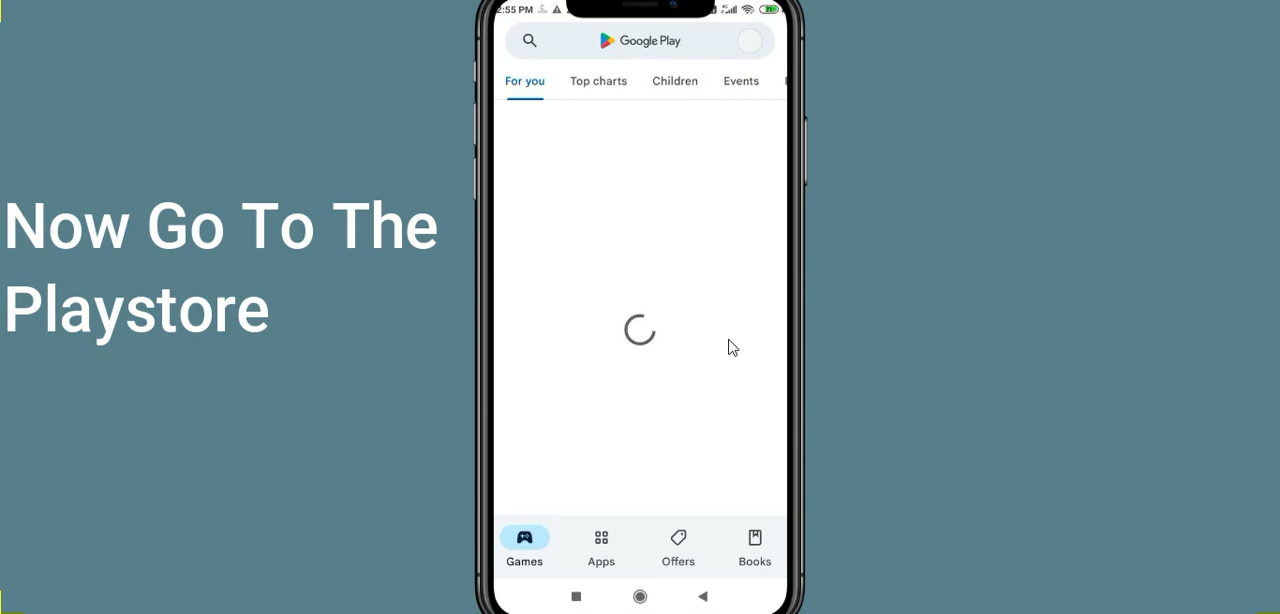 :55 PM
Google Play
For you Top charts Children Events
Now Go To The
Playstore
Games Apps Offers Books